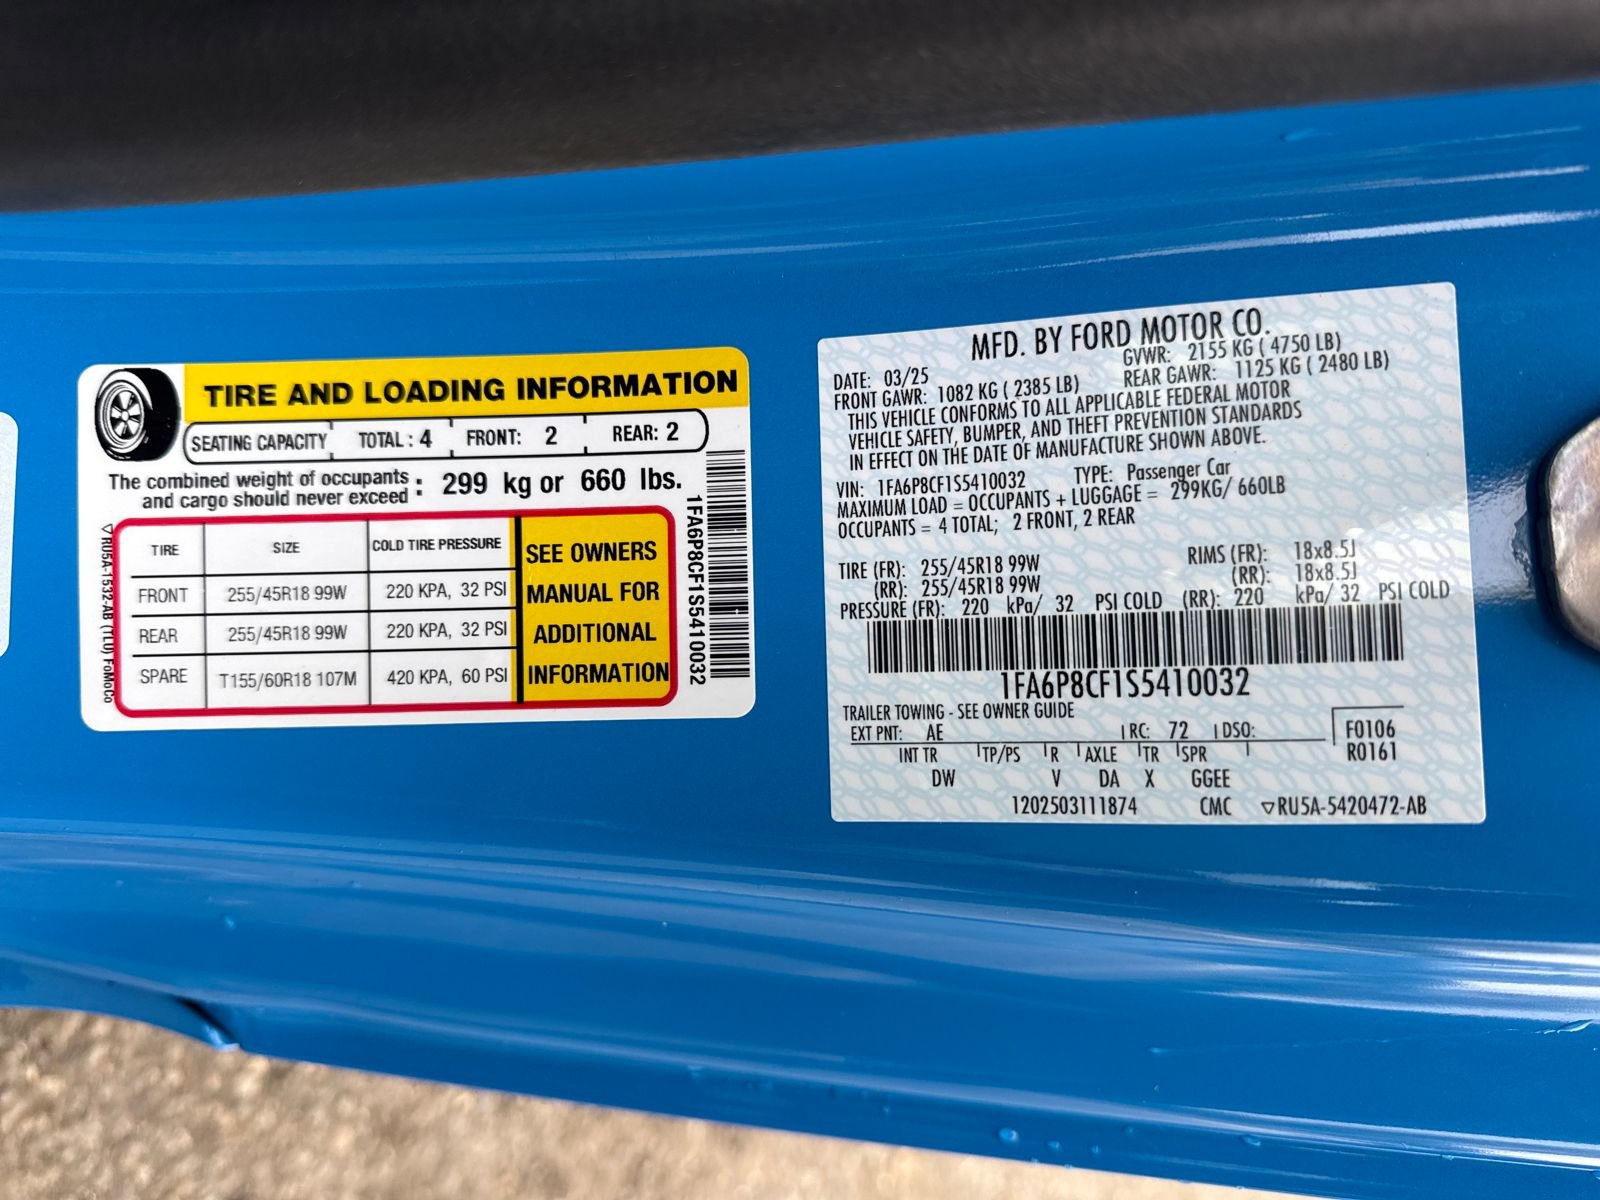 TIRE AND LOADING INFORMATION
SEATING CAPACITY TOTAL : 4 FRONT: 2 REAR: 2
The combined weight of occupants and cargo should never exceed : 299 kg or 660 lbs.
TIRE SIZE COLD TIRE PRESSURE
FRONT 255/45R18 99W 220 KPA, 32 PSI
REAR 255/45R18 99W 220 KPA, 32 PSI
SPARE T155/60R18 107M 420 KPA, 60 PSI
SEE OWNERS
MANUAL FOR
ADDITIONAL
INFORMATION
▽RU5A-1532-AB (TLU) FoMoCo
1FA6P8CF1S5410032
MFD. BY FORD MOTOR CO.
DATE: 03/25 GVWR: 2155 KG ( 4750 LB)
FRONT GAWR: 1082 KG ( 2385 LB) REAR GAWR: 1125 KG ( 2480 LB)
THIS VEHICLE CONFORMS TO ALL APPLICABLE FEDERAL MOTOR
VEHICLE SAFETY, BUMPER, AND THEFT PREVENTION STANDARDS
IN EFFECT ON THE DATE OF MANUFACTURE SHOWN ABOVE.
VIN: 1FA6P8CF1S5410032 TYPE: Passenger Car
MAXIMUM LOAD = OCCUPANTS + LUGGAGE = 299KG/ 660LB
OCCUPANTS = 4 TOTAL; 2 FRONT, 2 REAR
TIRE (FR): 255/45R18 99W RIMS (FR): 18x8.5J
(RR): 255/45R18 99W (RR): 18x8.5J
PRESSURE (FR): 220 kPa/ 32 PSI COLD (RR): 220 kPa/ 32 PSI COLD
1FA6P8CF1S5410032
TRAILER TOWING - SEE OWNER GUIDE
EXT PNT: AE RC: 72 DSO: F0106
R0161
INT TR TP/PS R AXLE TR SPR
DW V DA X GGEE
1202503111874 CMC ▽RU5A-5420472-AB